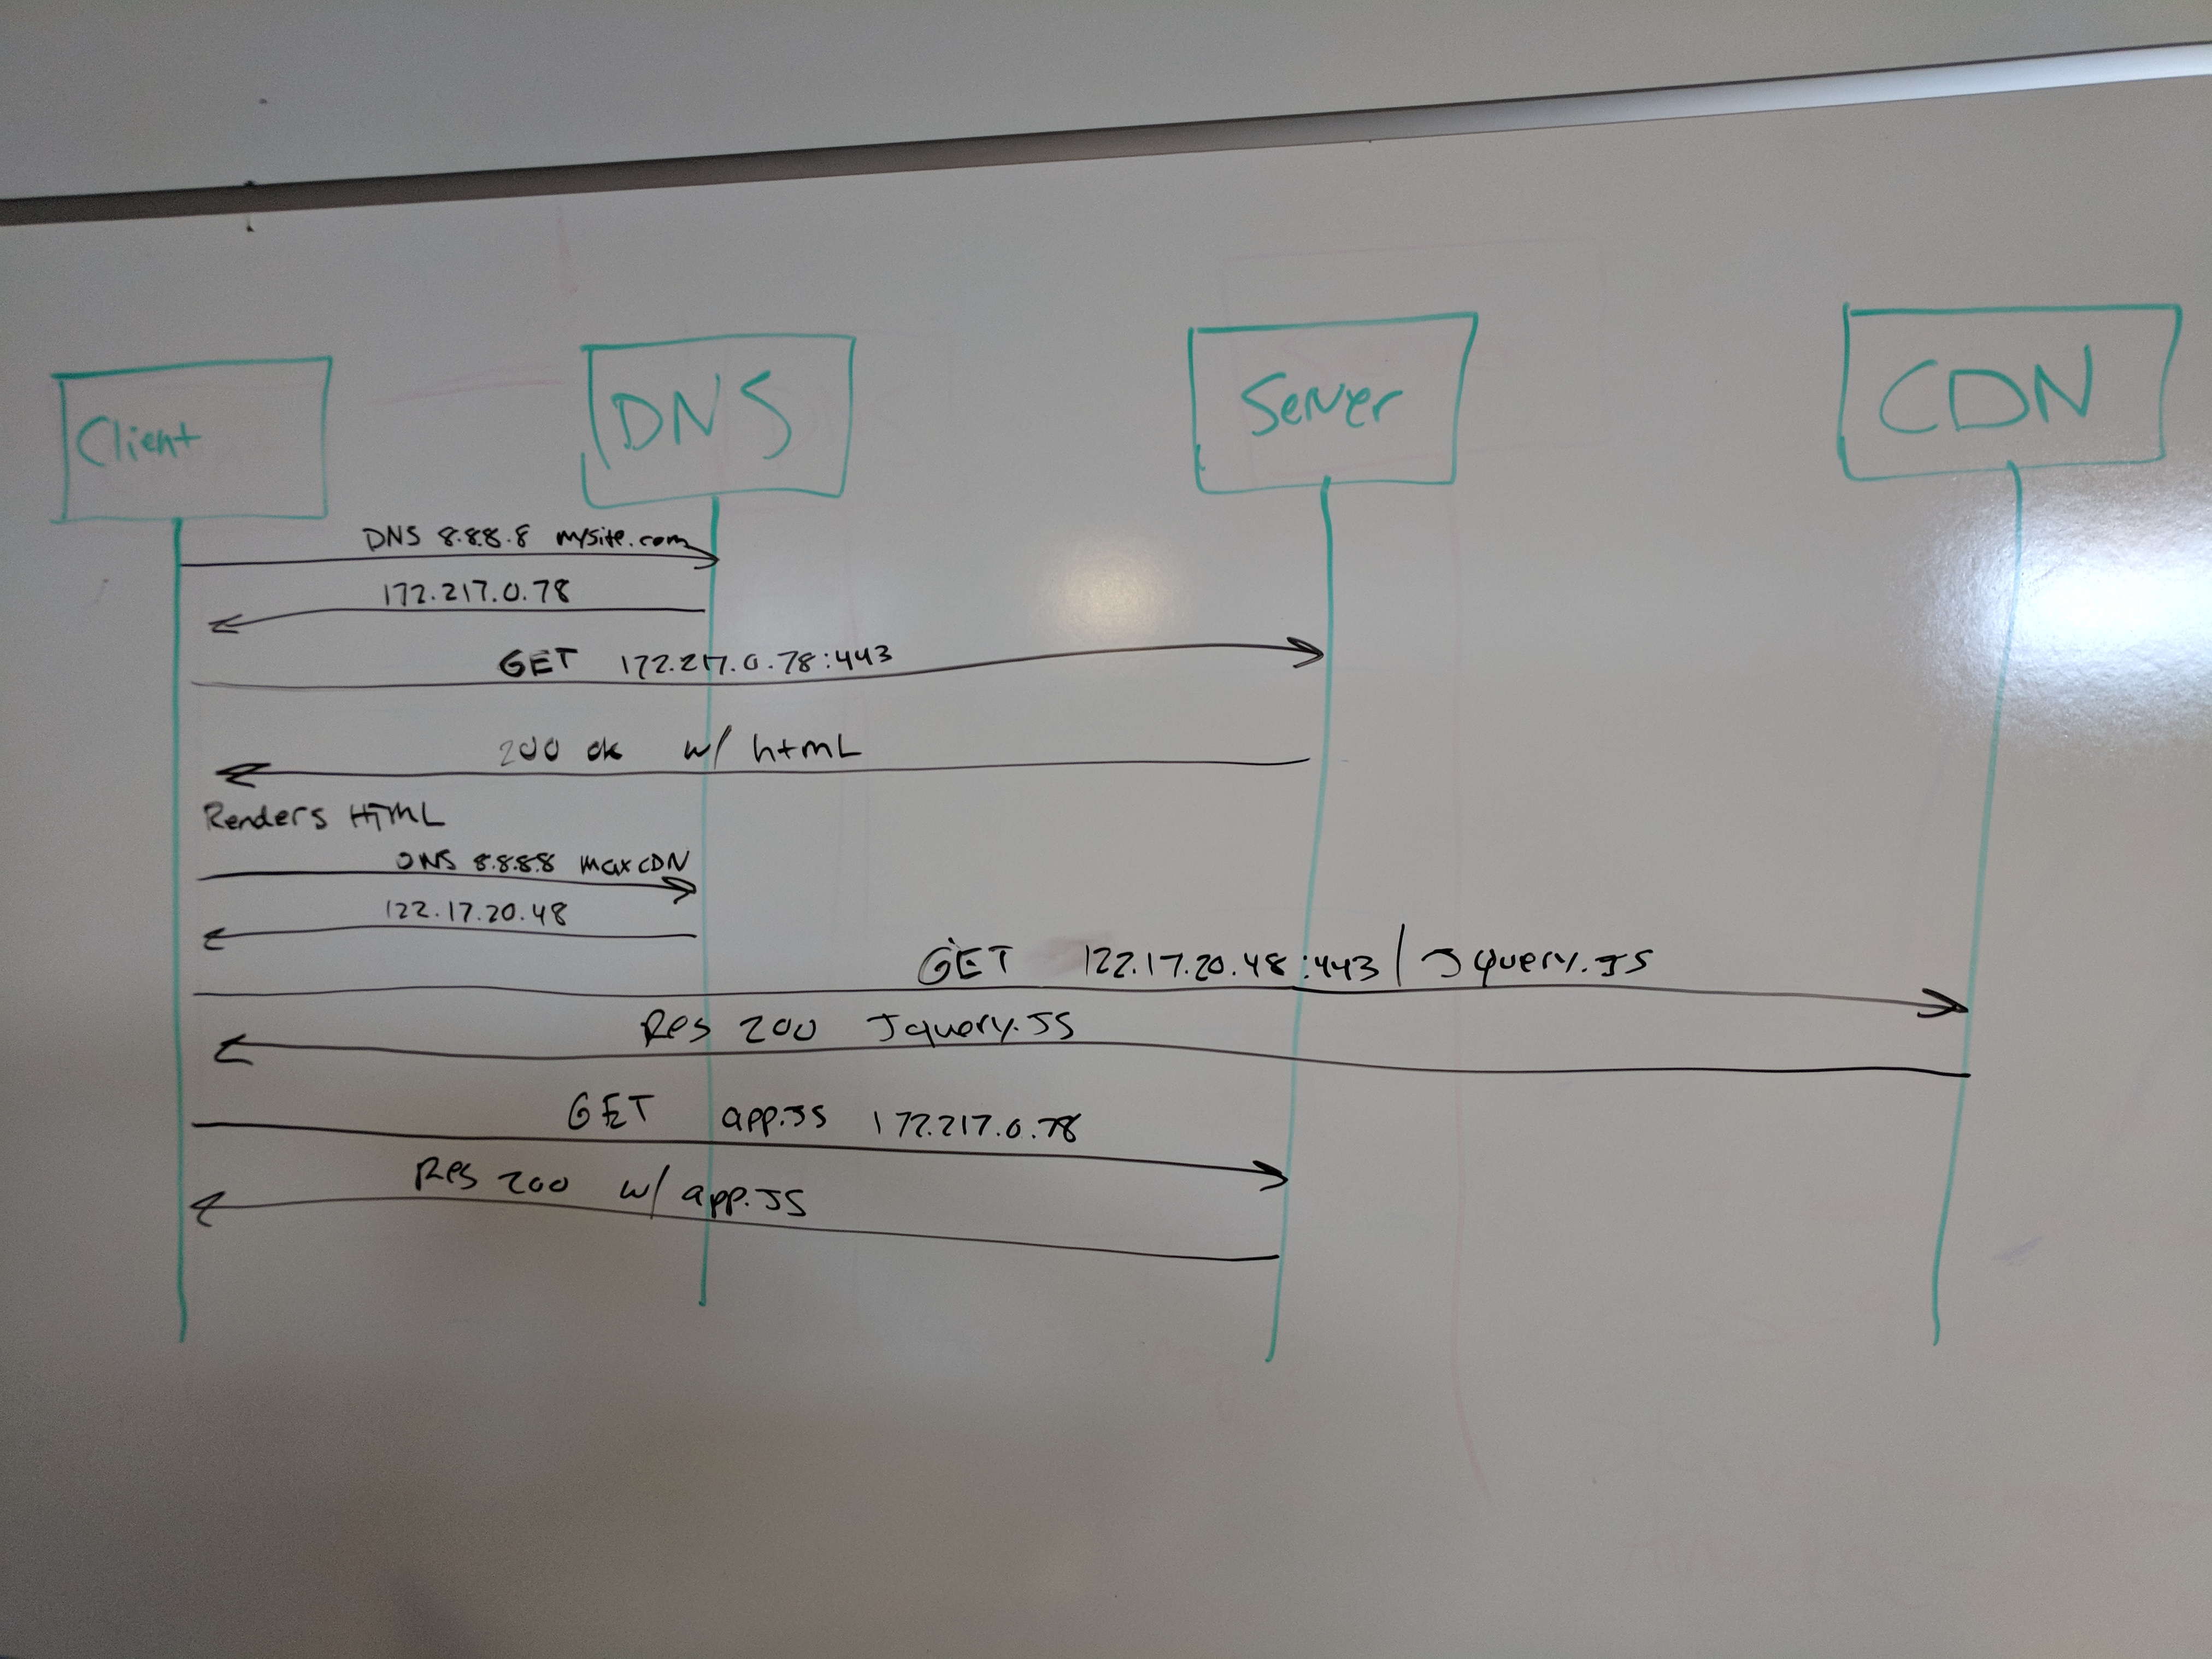 Client
DNS
Server
CDN
DNS 8.8.8.8 mysite.com
172.217.0.78
GET 172.217.0.78:443
200 ok w/ html
Renders HTML
DNS 8.8.8.8 maxCDN
122.17.20.48
GET 122.17.20.48:443/Jquery.JS
Res 200 Jquery.JS
GET app.JS 172.217.0.78
Res 200 w/ app.JS